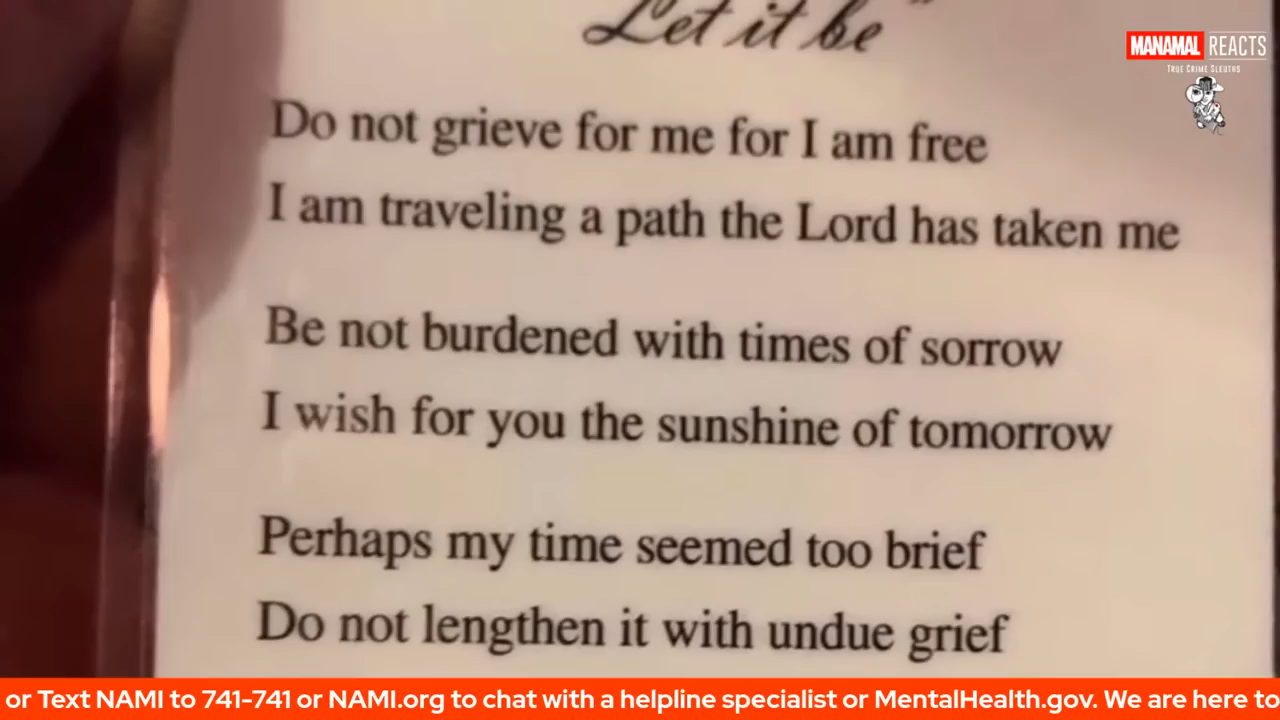 Let it be"
MANAMAL REACTS
TRUE CRIME SLEUTHS
Do not grieve for me for I am free
I am traveling a path the Lord has taken me
Be not burdened with times of sorrow
I wish for you the sunshine of tomorrow
Perhaps my time seemed too brief
Do not lengthen it with undue grief
or Text NAMI to 741-741 or NAMI.org to chat with a helpline specialist or MentalHealth.gov. We are here to